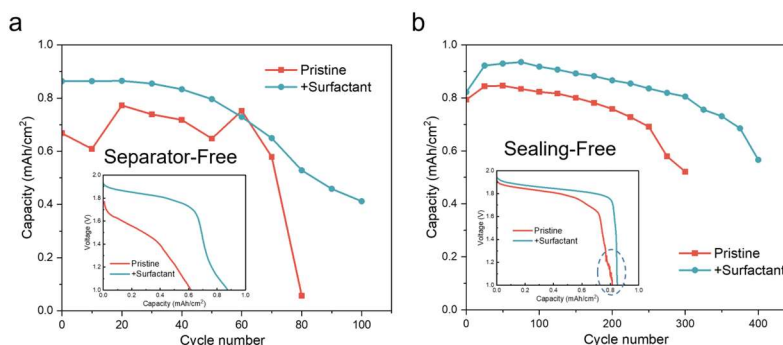 a
1.0
0.8
0.6
0.4
0.2
0.0
Capacity (mAh/cm²)
0 20 40 60 80 100
Cycle number
Pristine
+Surfactant
Separator-Free
2.0
1.8
1.6
1.4
1.2
1.0
Voltage (V)
0.0 0.2 0.4 0.6 0.8 1.0
Capacity (mAh/cm²)
Pristine
+Surfactant
b
1.0
0.8
0.6
0.4
0.2
0.0
Capacity (mAh/cm²)
0 100 200 300 400
Cycle number
Sealing-Free
Pristine
+Surfactant
2.0
1.8
1.6
1.4
1.2
1.0
Voltage (V)
0.0 0.2 0.4 0.6 0.8 1.0
Capacity (mAh/cm²)
Pristine
+Surfactant